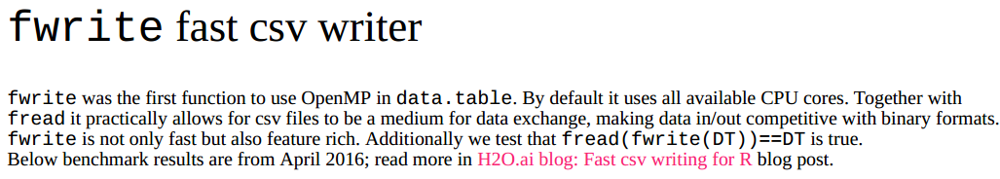 fwrite fast csv writer
fwrite was the first function to use OpenMP in data.table. By default it uses all available CPU cores. Together with
fread it practically allows for csv files to be a medium for data exchange, making data in/out competitive with binary formats.
fwrite is not only fast but also feature rich. Additionally we test that fread(fwrite(DT))==DT is true.
Below benchmark results are from April 2016; read more in H2O.ai blog: Fast csv writing for R blog post.